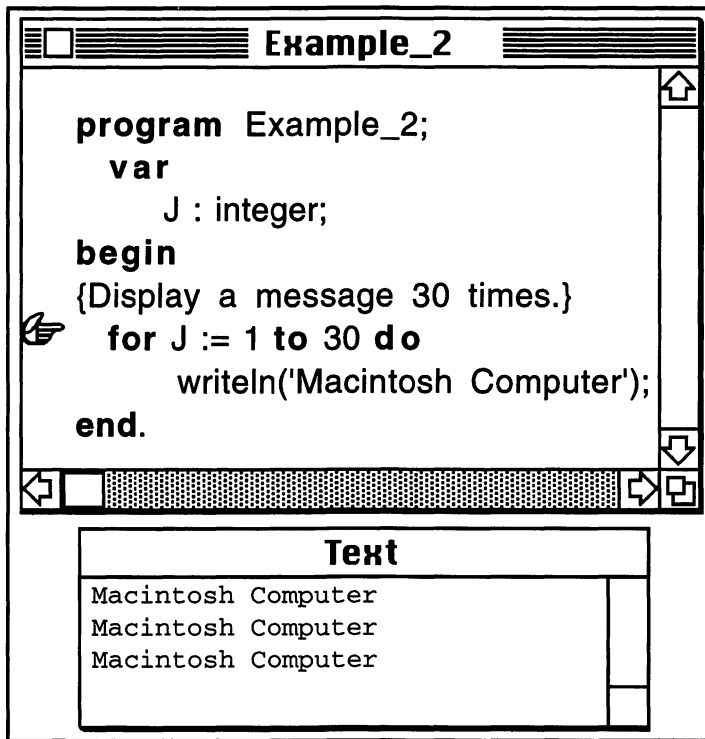 Example_2
program Example_2;
var
J : integer;
begin
{Display a message 30 times.}
for J := 1 to 30 do
writeln('Macintosh Computer');
end.
Text
Macintosh Computer
Macintosh Computer
Macintosh Computer